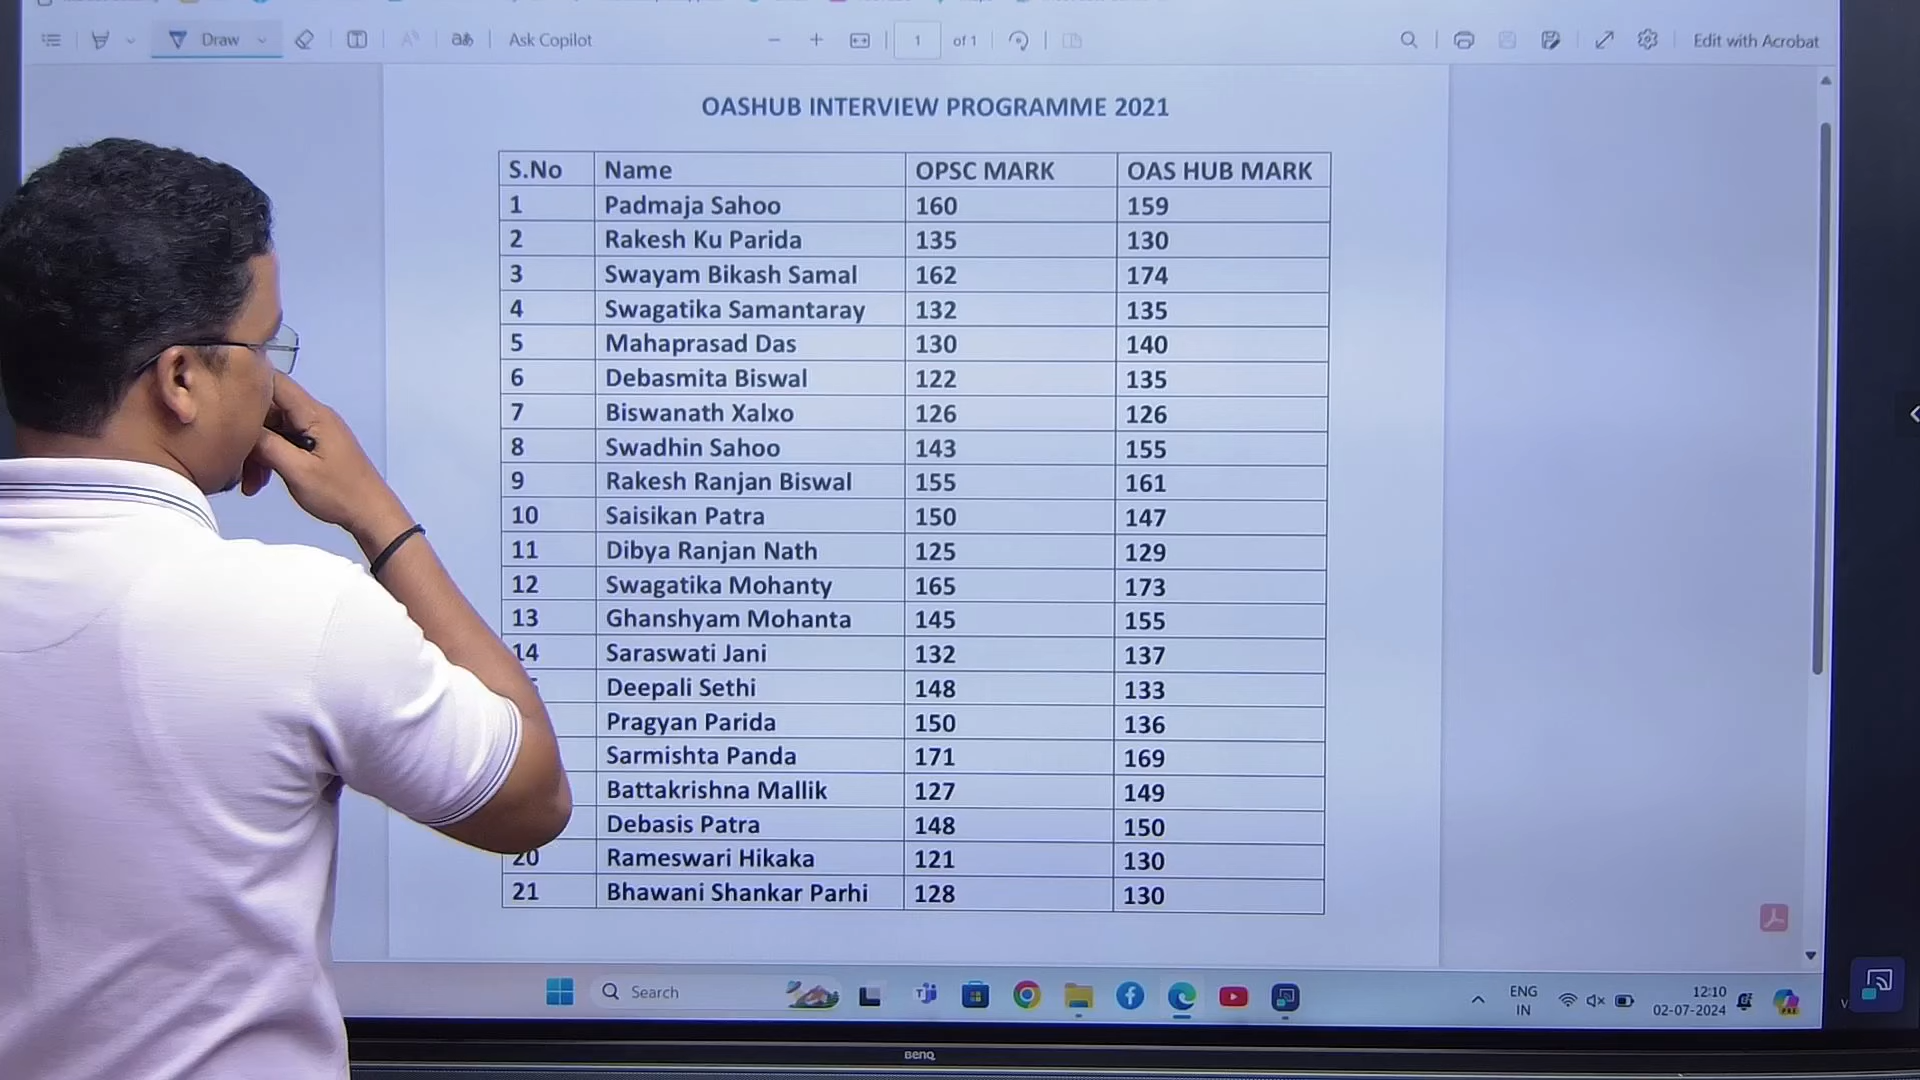 Draw
Ask Copilot
1 of 1
Edit with Acrobat
OASHUB INTERVIEW PROGRAMME 2021
S.No Name OPSC MARK OAS HUB MARK
1 Padmaja Sahoo 160 159
2 Rakesh Ku Parida 135 130
3 Swayam Bikash Samal 162 174
4 Swagatika Samantaray 132 135
5 Mahaprasad Das 130 140
6 Debasmita Biswal 122 135
7 Biswanath Xalxo 126 126
8 Swadhin Sahoo 143 155
9 Rakesh Ranjan Biswal 155 161
10 Saisikan Patra 150 147
11 Dibya Ranjan Nath 125 129
12 Swagatika Mohanty 165 173
13 Ghanshyam Mohanta 145 155
14 Saraswati Jani 132 137
Deepali Sethi 148 133
Pragyan Parida 150 136
Sarmishta Panda 171 169
Battakrishna Mallik 127 149
Debasis Patra 148 150
20 Rameswari Hikaka 121 130
21 Bhawani Shankar Parhi 128 130
Search
ENG
IN
12:10
02-07-2024
BenQ